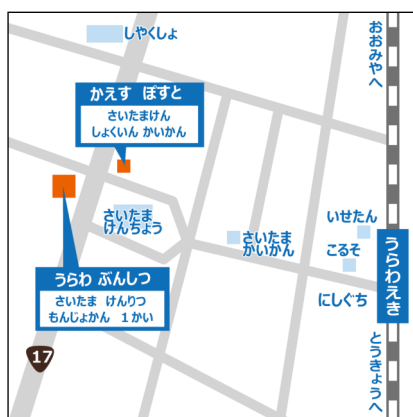 しやくしょ
おおみやへ
かえす ぽすと
さいたまけん
しょくいん かいかん
さいたま
けんちょう
さいたま
かいかん
いせたん
こるそ
にしぐち
うらわえき
うらわ ぶんしつ
さいたま けんりつ
もんじょかん 1かい
17
とうきょうへ